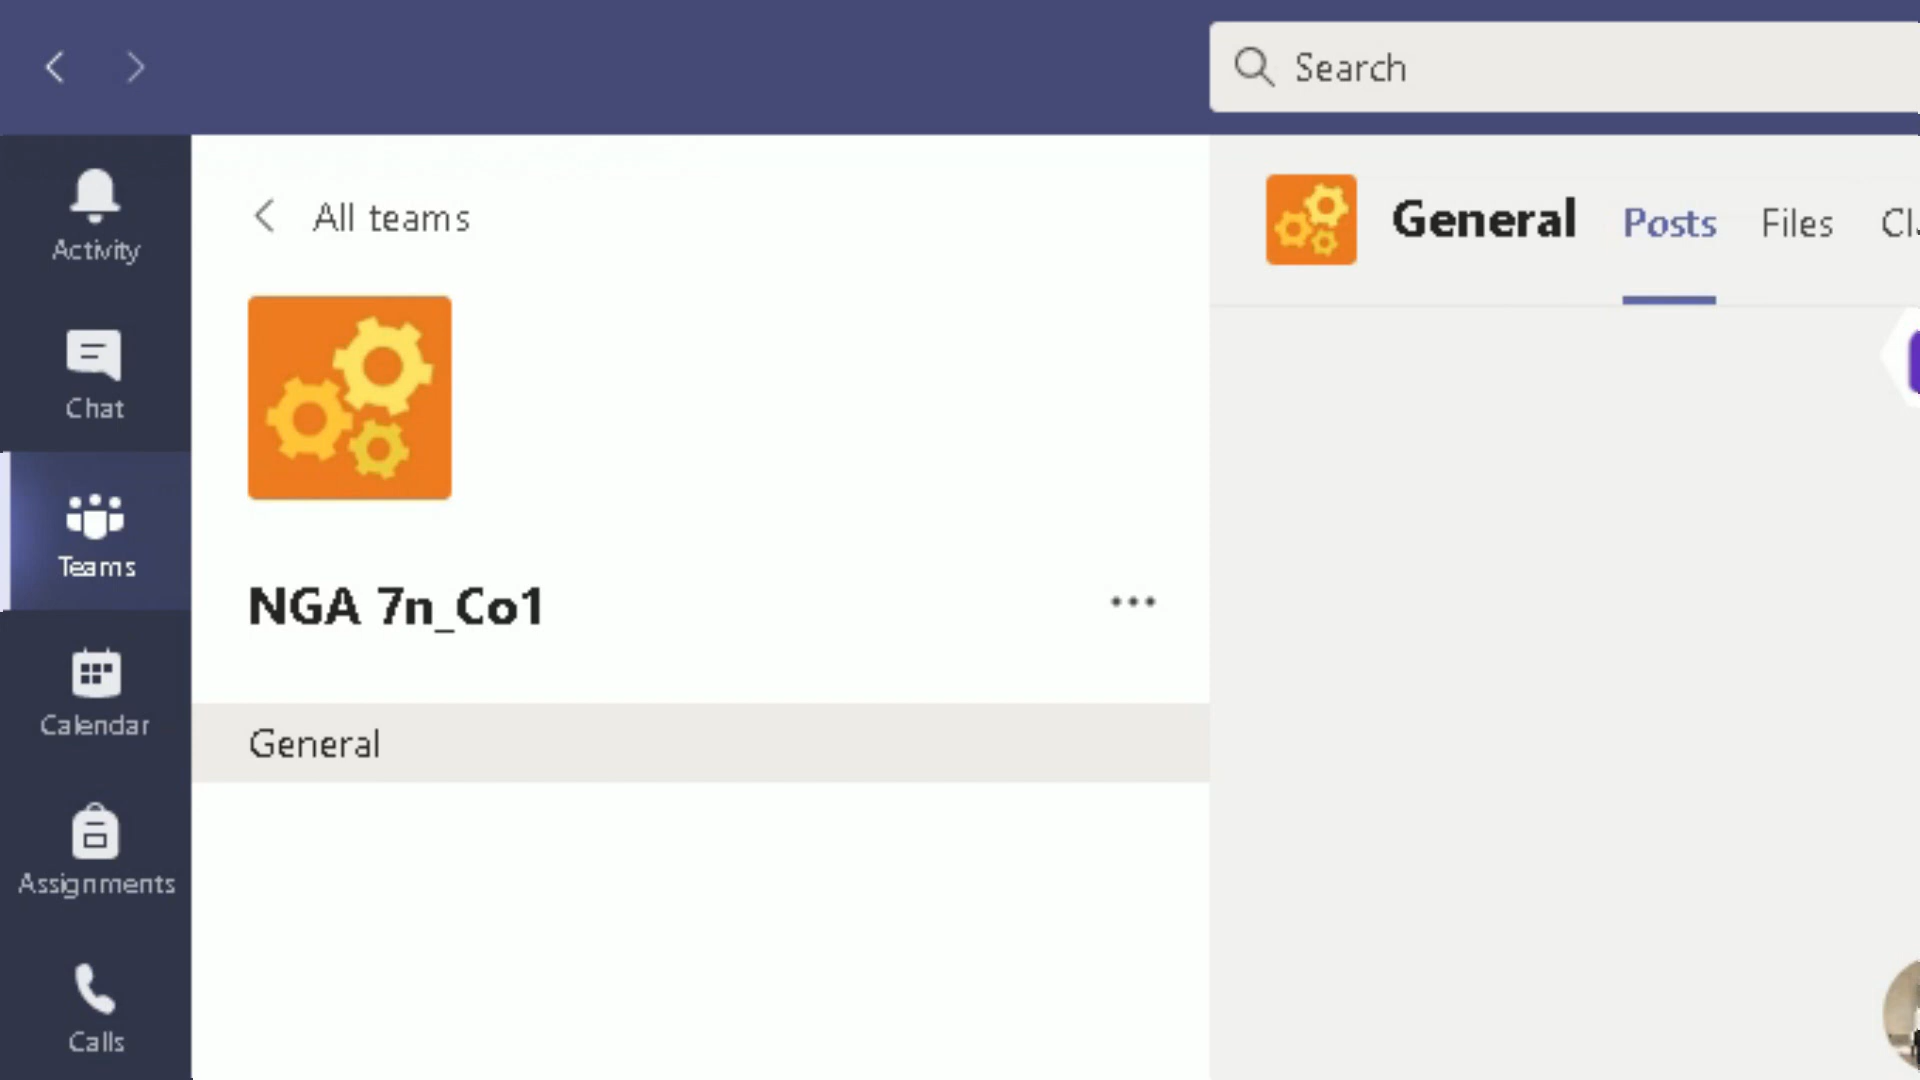 Search
Activity
Chat
Teams
Calendar
Assignments
Calls
All teams
NGA 7n_Co1
General
General
Posts
Files